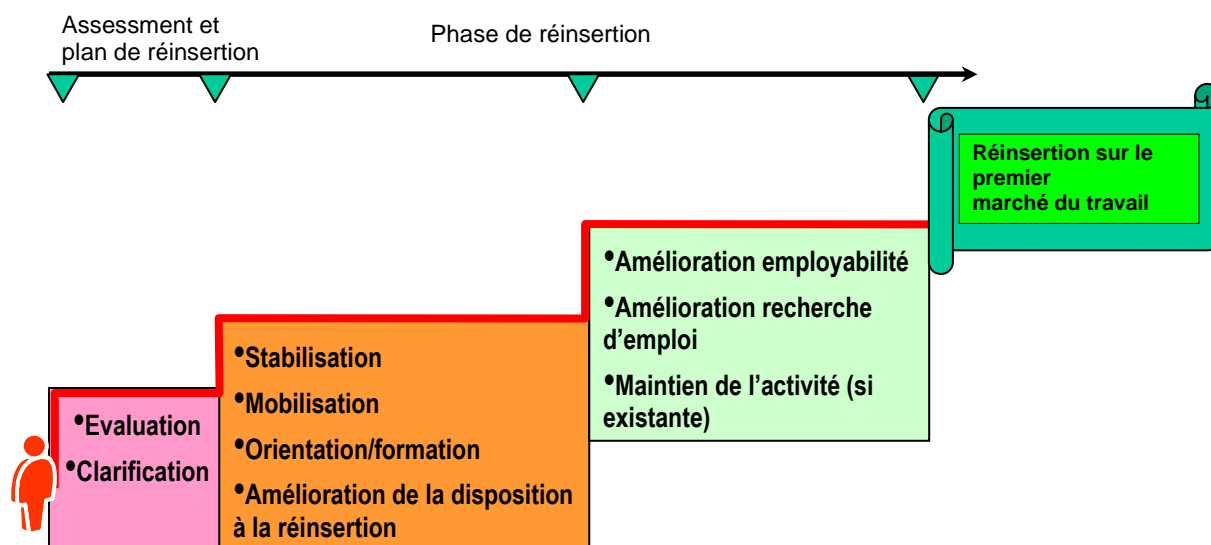 Assessment et
plan de réinsertion
Phase de réinsertion
Réinsertion sur le
premier
marché du travail
•Amélioration employabilité
•Amélioration recherche
d’emploi
•Maintien de l’activité (si
existante)
•Stabilisation
•Mobilisation
•Orientation/formation
•Amélioration de la disposition
à la réinsertion
•Evaluation
•Clarification